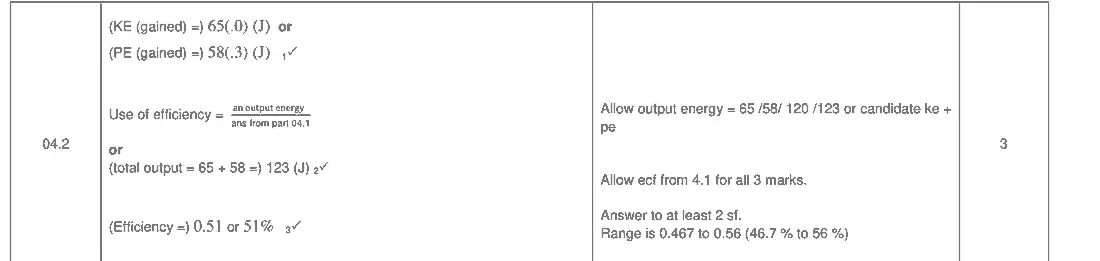 04.2
(KE (gained) =) 65(.0) (J) or
(PE (gained) =) 58(.3) (J) 1✓
Use of efficiency = an output energy / ans from part 04.1
or
(total output = 65 + 58 =) 123 (J) 2✓
(Efficiency =) 0.51 or 51% 3✓
Allow output energy = 65 /58/ 120 /123 or candidate ke +
pe
Allow ecf from 4.1 for all 3 marks.
Answer to at least 2 sf.
Range is 0.467 to 0.56 (46.7 % to 56 %)
3